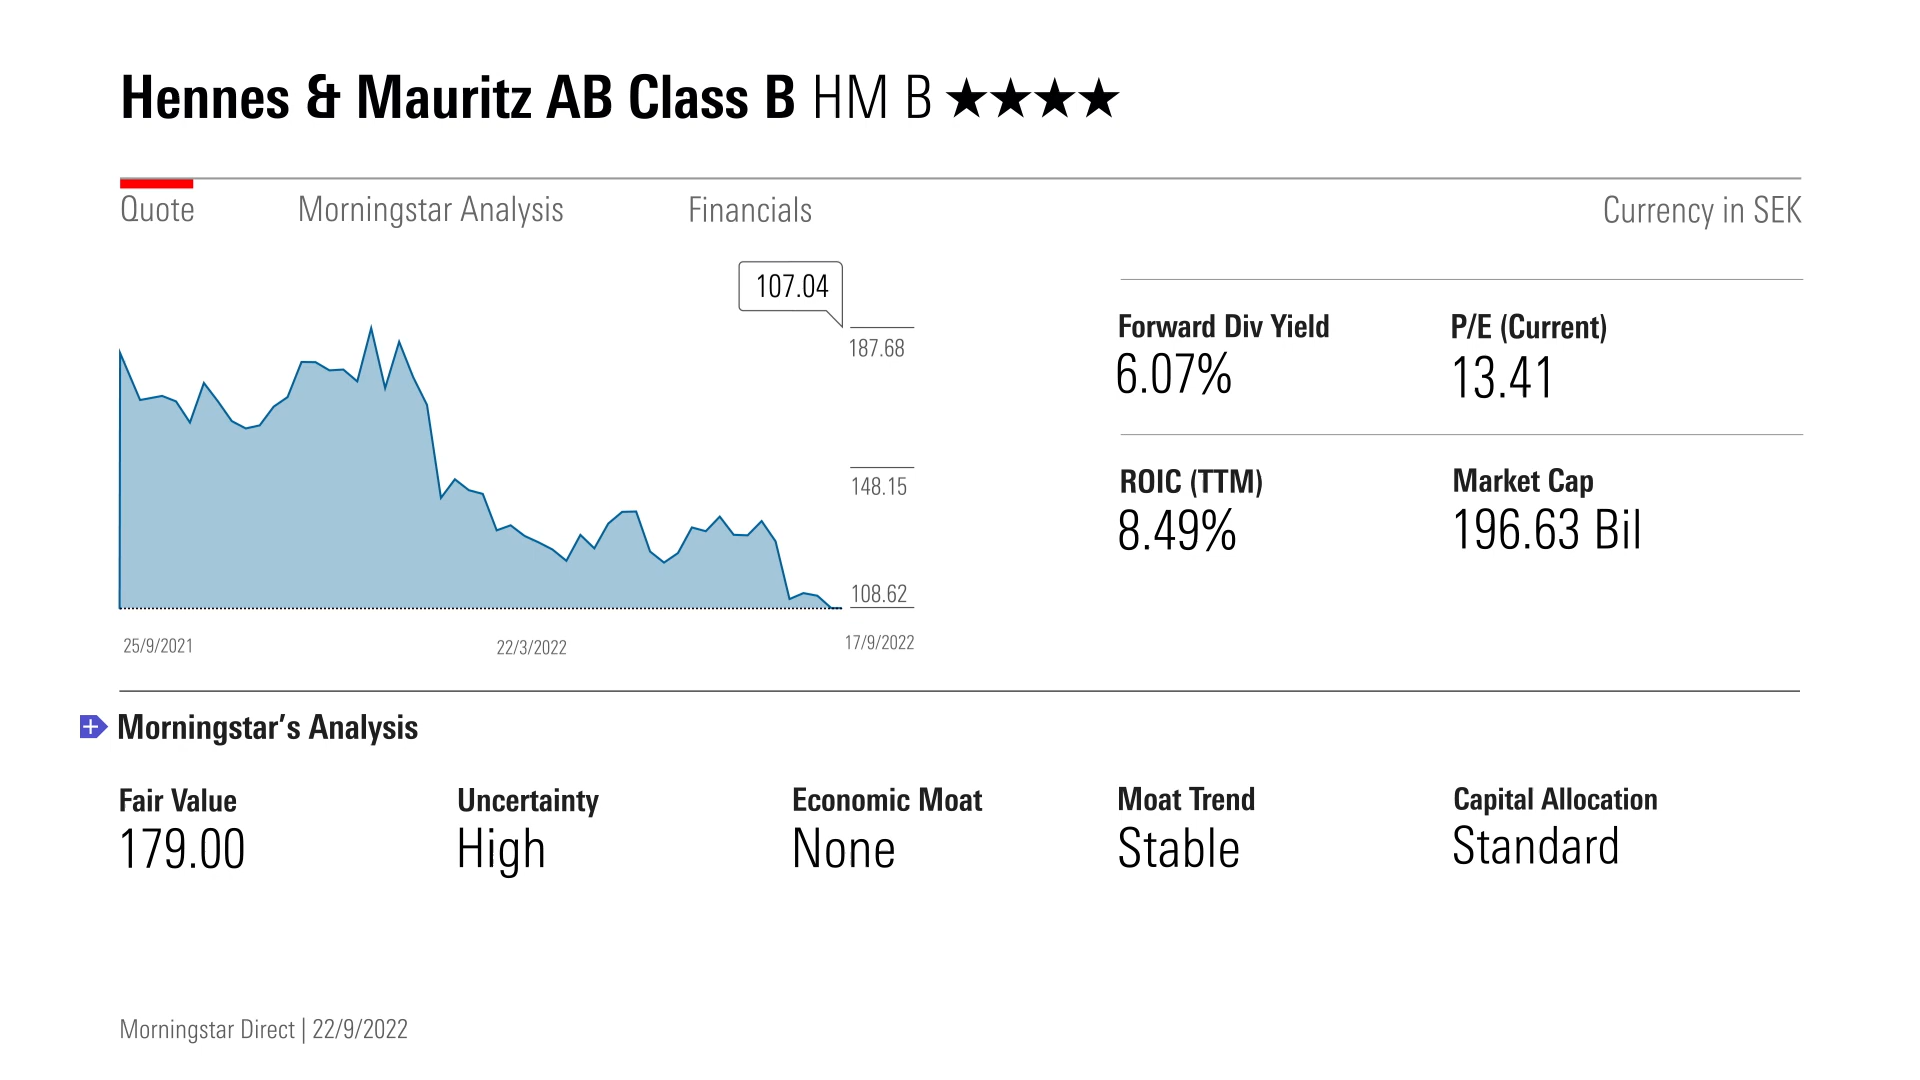 Hennes & Mauritz AB Class B HM B ★★★★
Quote Morningstar Analysis Financials Currency in SEK
107.04
187.68
148.15
108.62
25/9/2021 22/3/2022 17/9/2022
Forward Div Yield P/E (Current)
6.07% 13.41
ROIC (TTM) Market Cap
8.49% 196.63 Bil
Morningstar’s Analysis
Fair Value Uncertainty Economic Moat Moat Trend Capital Allocation
179.00 High None Stable Standard
Morningstar Direct | 22/9/2022